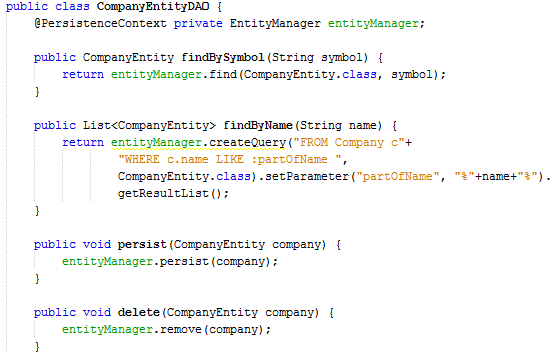 public class CompanyEntityDAO {
    @PersistenceContext private EntityManager entityManager;

    public CompanyEntity findBySymbol(String symbol) {
        return entityManager.find(CompanyEntity.class, symbol);
    }

    public List<CompanyEntity> findByName(String name) {
        return entityManager.createQuery("FROM Company c"+
                "WHERE c.name LIKE :partOfName ",
                CompanyEntity.class).setParameter("partOfName", "%"+name+"%").
                getResultList();
    }

    public void persist(CompanyEntity company) {
        entityManager.persist(company);
    }

    public void delete(CompanyEntity company) {
        entityManager.remove(company);
    }